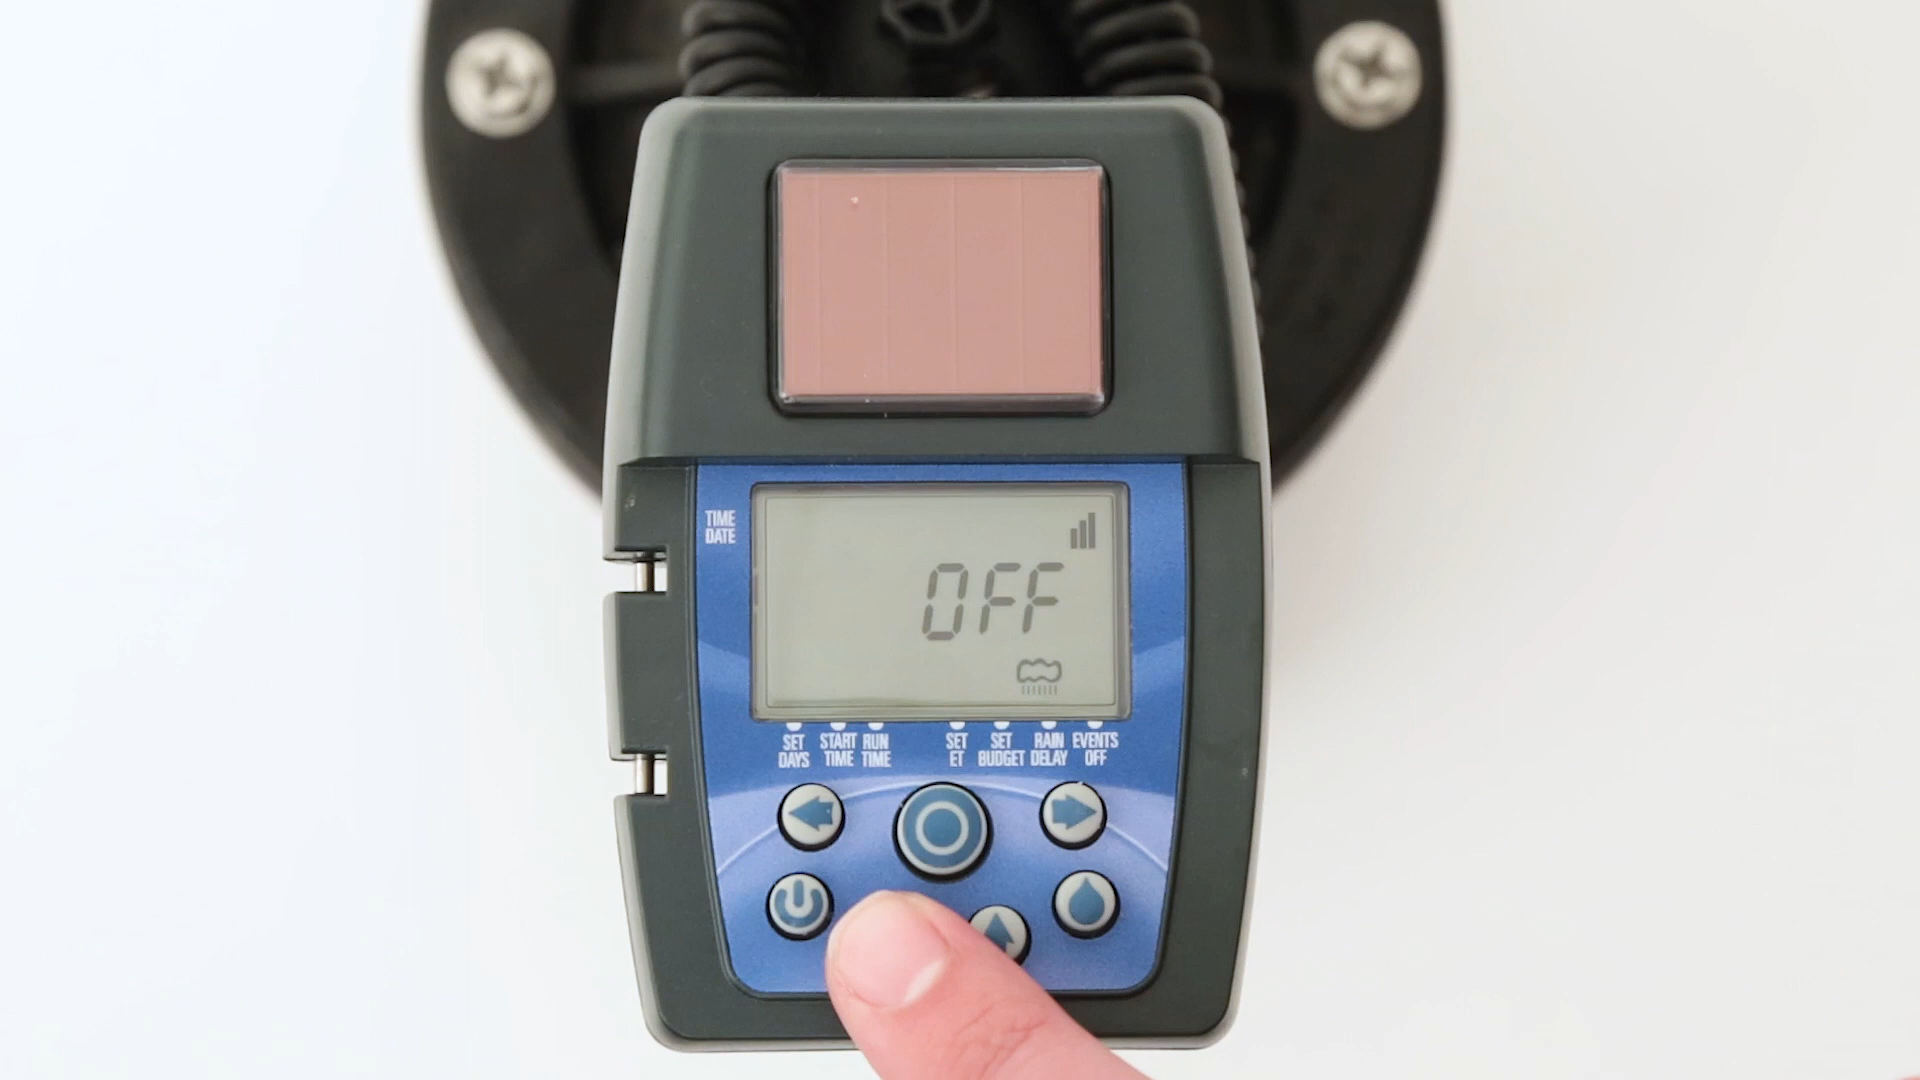 TIME
DATE
OFF
SET
DAYS
START
TIME
RUN
TIME
SET
ET
SET
BUDGET
RAIN
DELAY
EVENTS
OFF